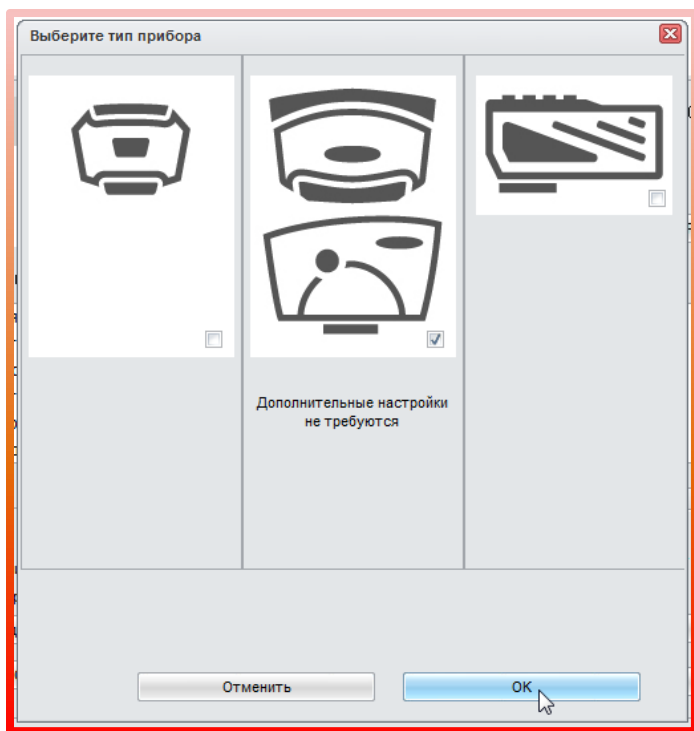 Выберите тип прибора
Дополнительные настройки
не требуются
Отменить
OK